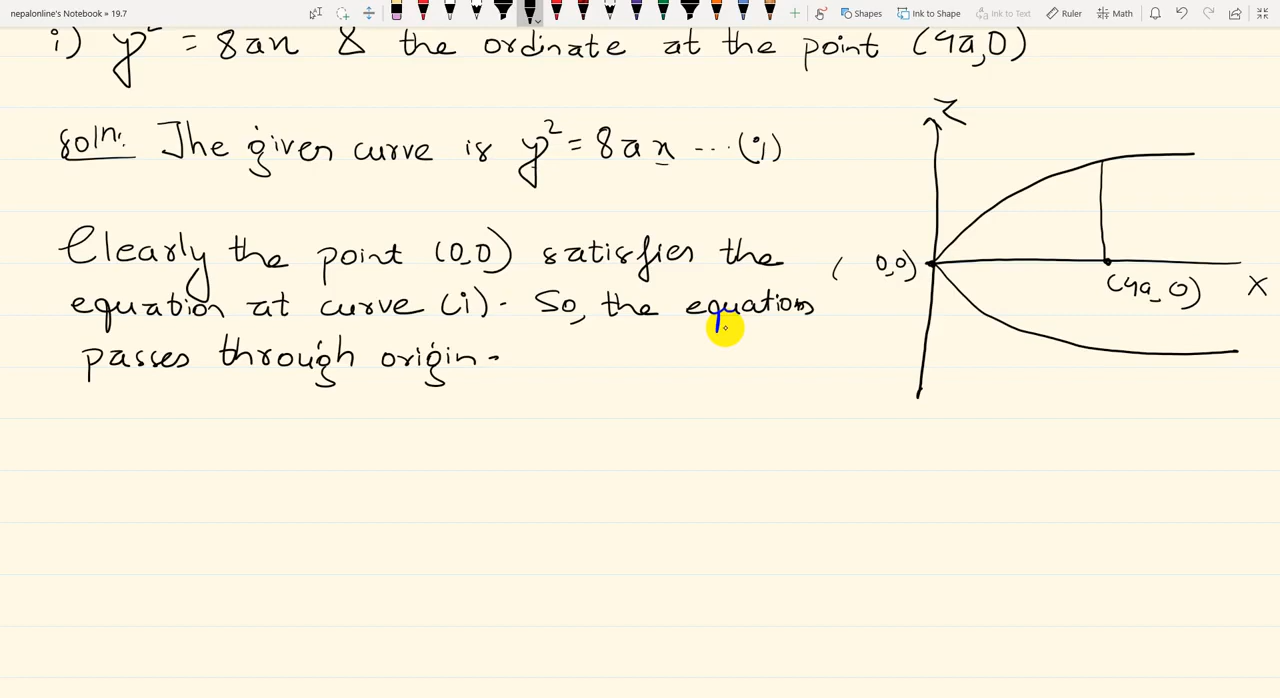 nepalonline's Notebook » 19.7
Shapes
Ink to Shape
Ink to Text
Ruler
Math
i) y² = 8ax & the ordinate at the point (4a,0)
soln. The given curve is y² = 8ax ...(i)
Clearly the point (0,0) satisfies the
equation at curve (i). So, the equation
passes through origin.
(0,0)
(4a,0)
X